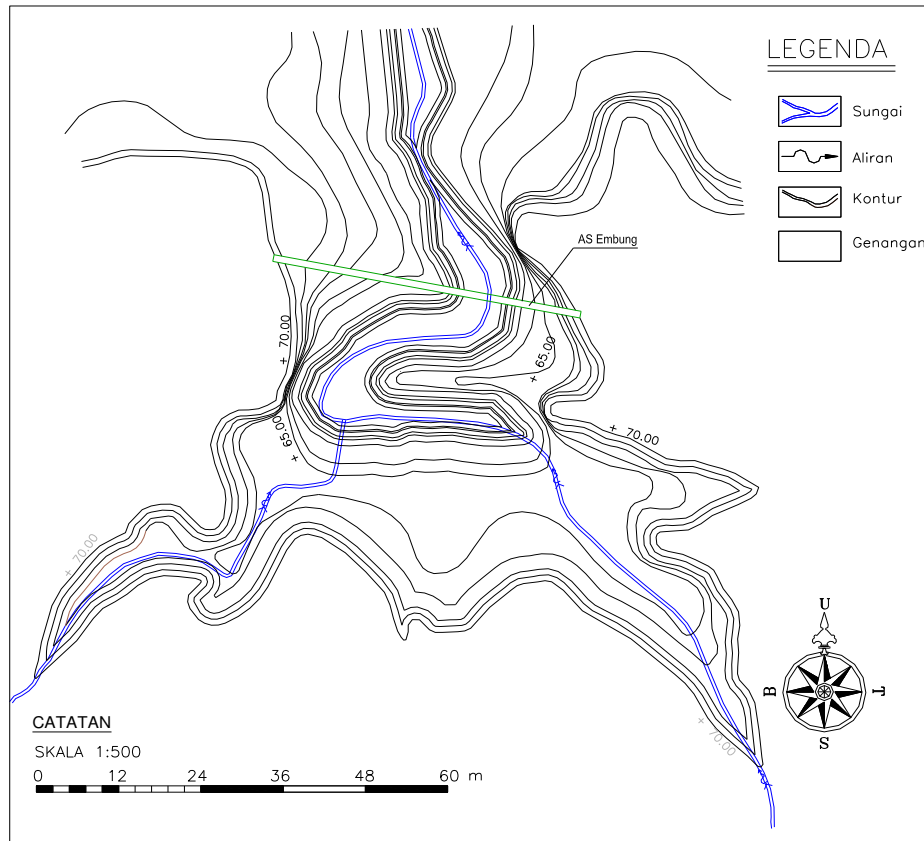 LEGENDA
Sungai
Aliran
Kontur
Genangan
AS Embung
+ 70.00
+ 65.00
+ 65.00
+ 70.00
+ 70.00
+ 70.00
U
B
T
S
CATATAN
SKALA 1:500
0 12 24 36 48 60 m